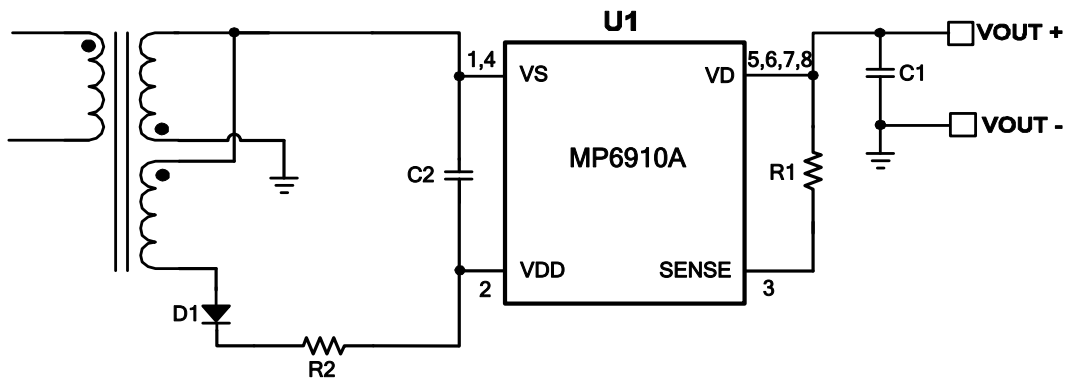 U1
VOUT +
1,4
VS
VD
5,6,7,8
C1
VOUT -
C2
MP6910A
R1
VDD
SENSE
2
3
D1
R2